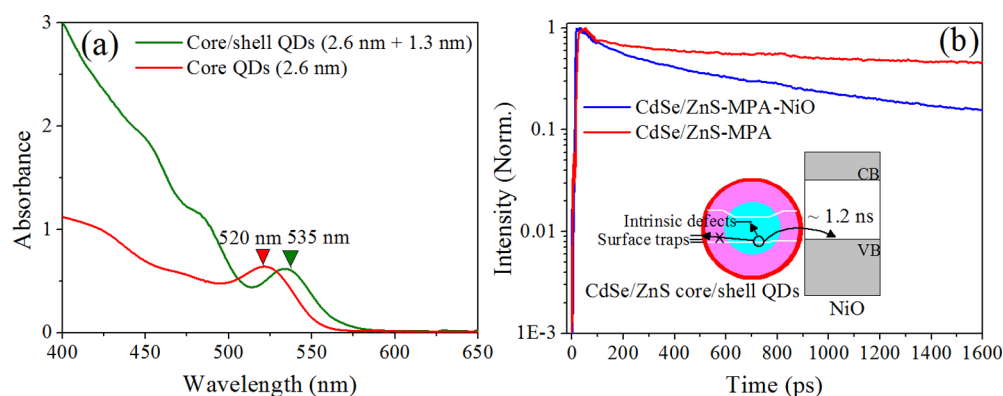 (a)
Core/shell QDs (2.6 nm + 1.3 nm)
Core QDs (2.6 nm)
520 nm
535 nm
3
2
1
0
Absorbance
400
450
500
550
600
650
Wavelength (nm)
(b)
CdSe/ZnS-MPA-NiO
CdSe/ZnS-MPA
CB
~ 1.2 ns
Intrinsic defects
Surface traps
VB
CdSe/ZnS core/shell QDs
NiO
1
0.1
0.01
1E-3
Intensity (Norm.)
0
200
400
600
800
1000
1200
1400
1600
Time (ps)